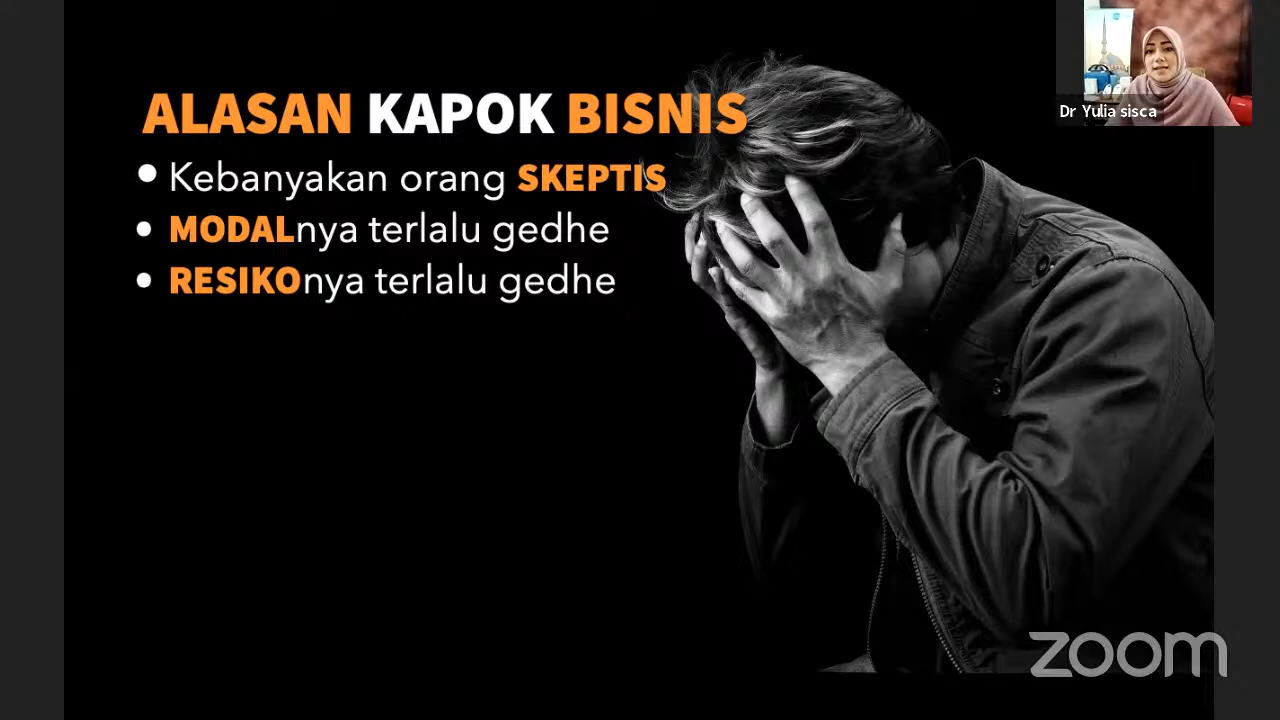 ALASAN KAPOK BISNIS
• Kebanyakan orang SKEPTIS
• MODALnya terlalu gedhe
• RESIKOnya terlalu gedhe
Dr Yulia sisca
zoom